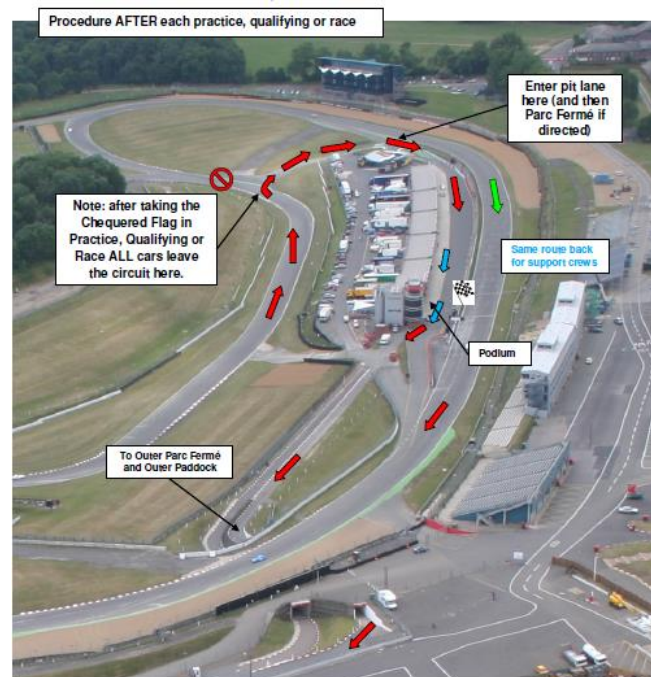 Procedure AFTER each practice, qualifying or race
Enter pit lane
here (and then
Parc Fermé if
directed)
Note: after taking the
Chequered Flag in
Practice, Qualifying or
Race ALL cars leave
the circuit here.
Same route back
for support crews
Podium
To Outer Parc Fermé
and Outer Paddock